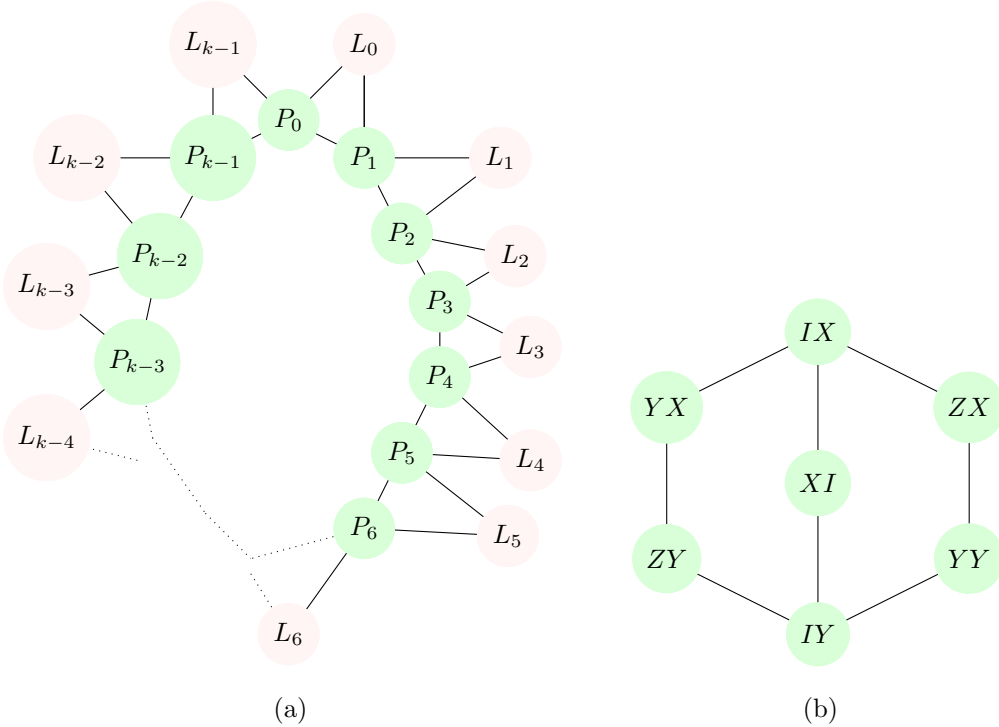 L_{k−1}
L_0
P_0
L_{k−2}
P_{k−1}
P_1
L_1
P_2
P_{k−2}
L_2
L_{k−3}
P_3
L_3
P_{k−3}
P_4
L_{k−4}
P_5
L_4
P_6
L_5
L_6
(a)
IX
YX
ZX
XI
ZY
YY
IY
(b)